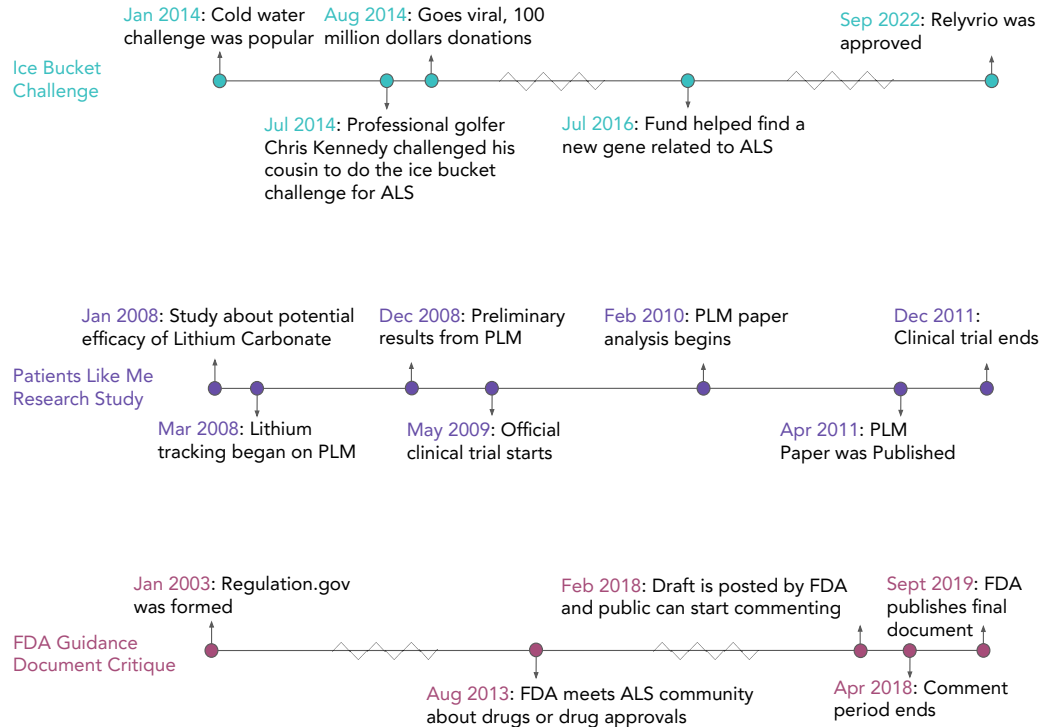 Jan 2014: Cold water
challenge was popular
Aug 2014: Goes viral, 100
million dollars donations
Sep 2022: Relyvrio was
approved
Ice Bucket
Challenge
Jul 2014: Professional golfer
Chris Kennedy challenged his
cousin to do the ice bucket
challenge for ALS
Jul 2016: Fund helped find a
new gene related to ALS
Jan 2008: Study about potential
efficacy of Lithium Carbonate
Dec 2008: Preliminary
results from PLM
Feb 2010: PLM paper
analysis begins
Dec 2011:
Clinical trial ends
Patients Like Me
Research Study
Mar 2008: Lithium
tracking began on PLM
May 2009: Official
clinical trial starts
Apr 2011: PLM
Paper was Published
Jan 2003: Regulation.gov
was formed
Feb 2018: Draft is posted by FDA
and public can start commenting
Sept 2019: FDA
publishes final
document
FDA Guidance
Document Critique
Aug 2013: FDA meets ALS community
about drugs or drug approvals
Apr 2018: Comment
period ends